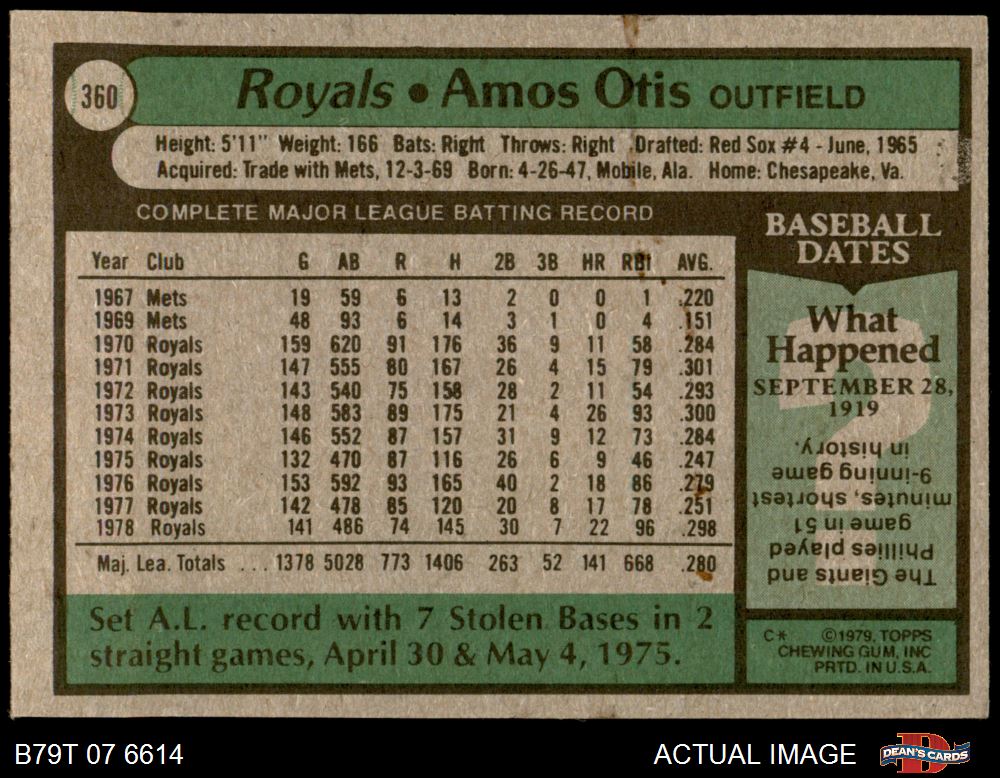 360
Royals • Amos Otis OUTFIELD
Height: 5'11" Weight: 166 Bats: Right Throws: Right Drafted: Red Sox #4 - June, 1965
Acquired: Trade with Mets, 12-3-69 Born: 4-26-47, Mobile, Ala. Home: Chesapeake, Va.
COMPLETE MAJOR LEAGUE BATTING RECORD
Year Club G AB R H 2B 3B HR RBI AVG.
1967 Mets 19 59 6 13 2 0 0 1 .220
1969 Mets 48 93 6 14 3 1 0 4 .151
1970 Royals 159 620 91 176 36 9 11 58 .284
1971 Royals 147 555 80 167 26 4 15 79 .301
1972 Royals 143 540 75 158 28 2 11 54 .293
1973 Royals 148 583 89 175 21 4 26 93 .300
1974 Royals 146 552 87 157 31 9 12 73 .284
1975 Royals 132 470 87 116 26 6 9 46 .247
1976 Royals 153 592 93 165 40 2 18 86 .279
1977 Royals 142 478 85 120 20 8 17 78 .251
1978 Royals 141 486 74 145 30 7 22 96 .298
Maj. Lea. Totals ... 1378 5028 773 1406 263 52 141 668 .280
Set A.L. record with 7 Stolen Bases in 2
straight games, April 30 & May 4, 1975.
BASEBALL
DATES
What
Happened
SEPTEMBER 28,
1919
The Giants and
Phillies played
game in 51
minutes, shortest
9-inning game
in history.
C* ©1979, TOPPS
CHEWING GUM, INC
PRTD. IN U.S.A.
B79T 07 6614
ACTUAL IMAGE
DEAN'S CARDS